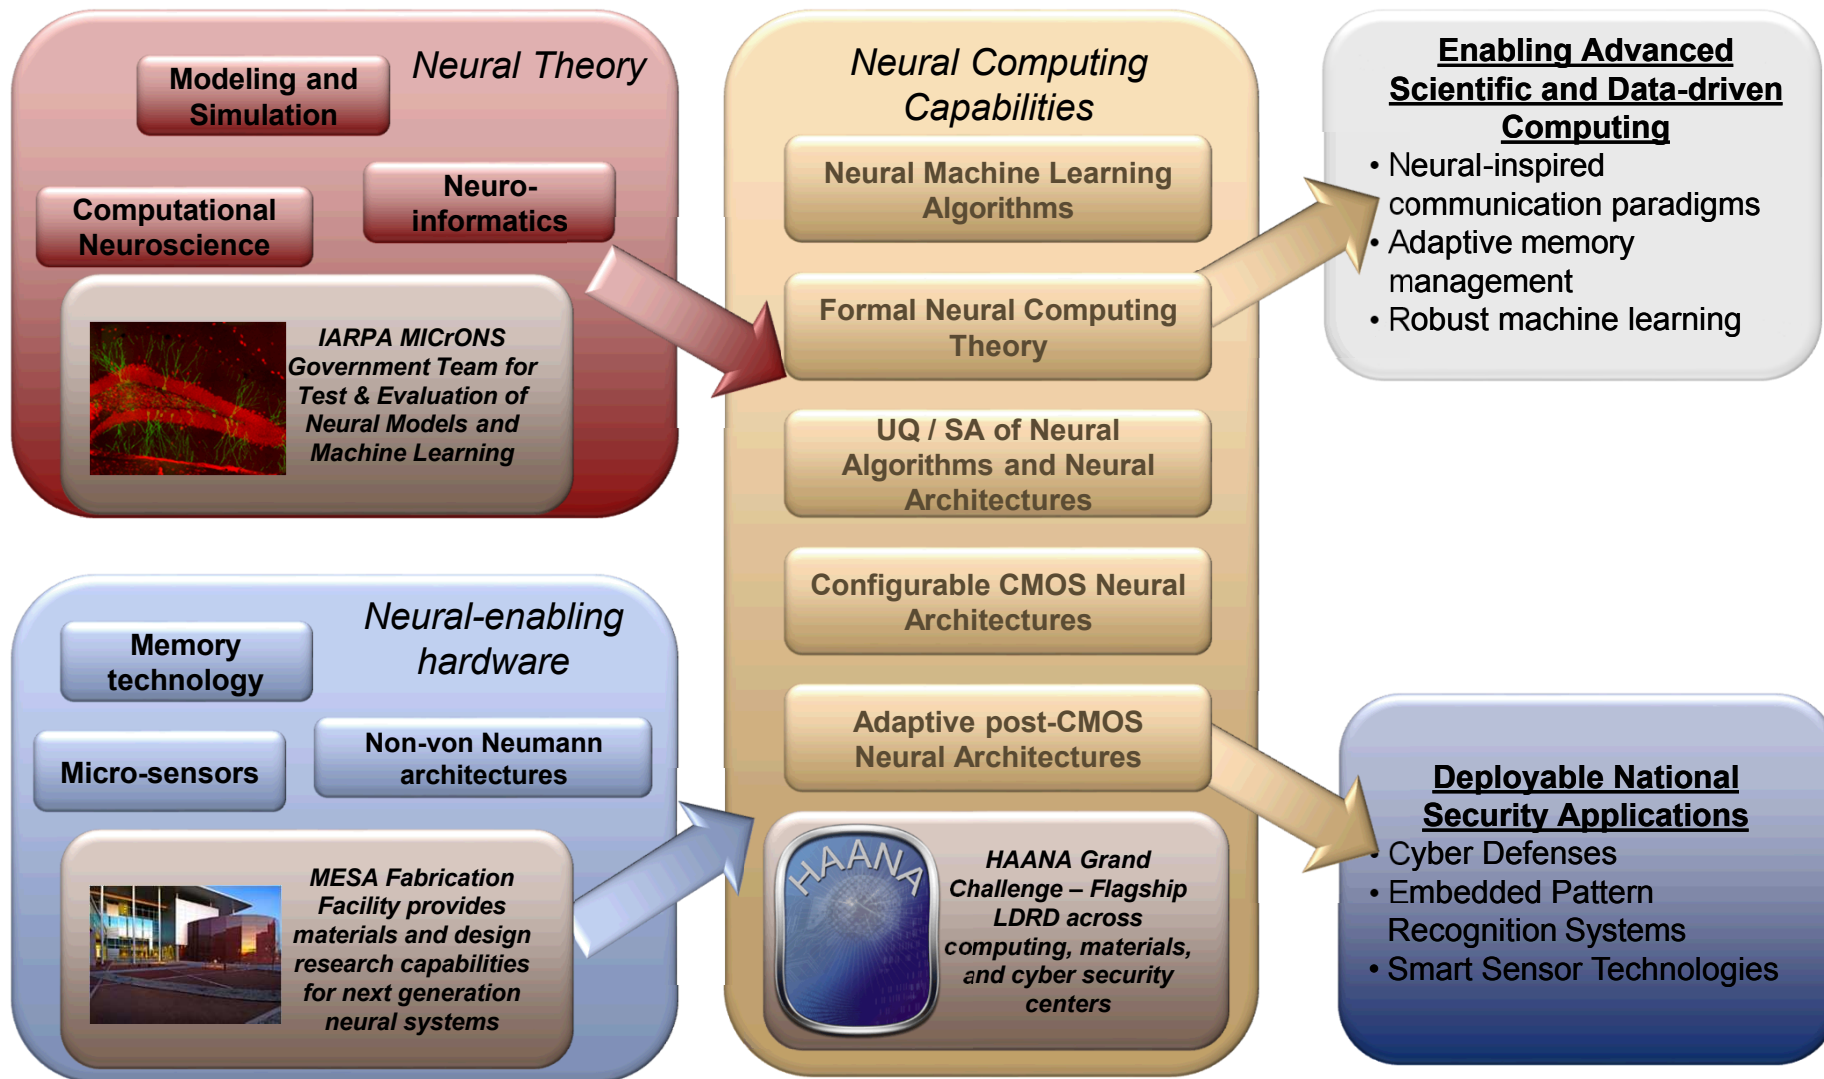 Neural Theory
Modeling and
Simulation
Neuro-
informatics
Computational
Neuroscience
IARPA MICrONS
Government Team for
Test & Evaluation of
Neural Models and
Machine Learning
Neural-enabling
hardware
Memory
technology
Non-von Neumann
architectures
Micro-sensors
MESA Fabrication
Facility provides
materials and design
research capabilities
for next generation
neural systems
Neural Computing
Capabilities
Neural Machine Learning
Algorithms
Formal Neural Computing
Theory
UQ / SA of Neural
Algorithms and Neural
Architectures
Configurable CMOS Neural
Architectures
Adaptive post-CMOS
Neural Architectures
HAANA
HAANA Grand
Challenge – Flagship
LDRD across
computing, materials,
and cyber security
centers
Enabling Advanced
Scientific and Data-driven
Computing
• Neural-inspired
communication paradigms
• Adaptive memory
management
• Robust machine learning
Deployable National
Security Applications
• Cyber Defenses
• Embedded Pattern
Recognition Systems
• Smart Sensor Technologies